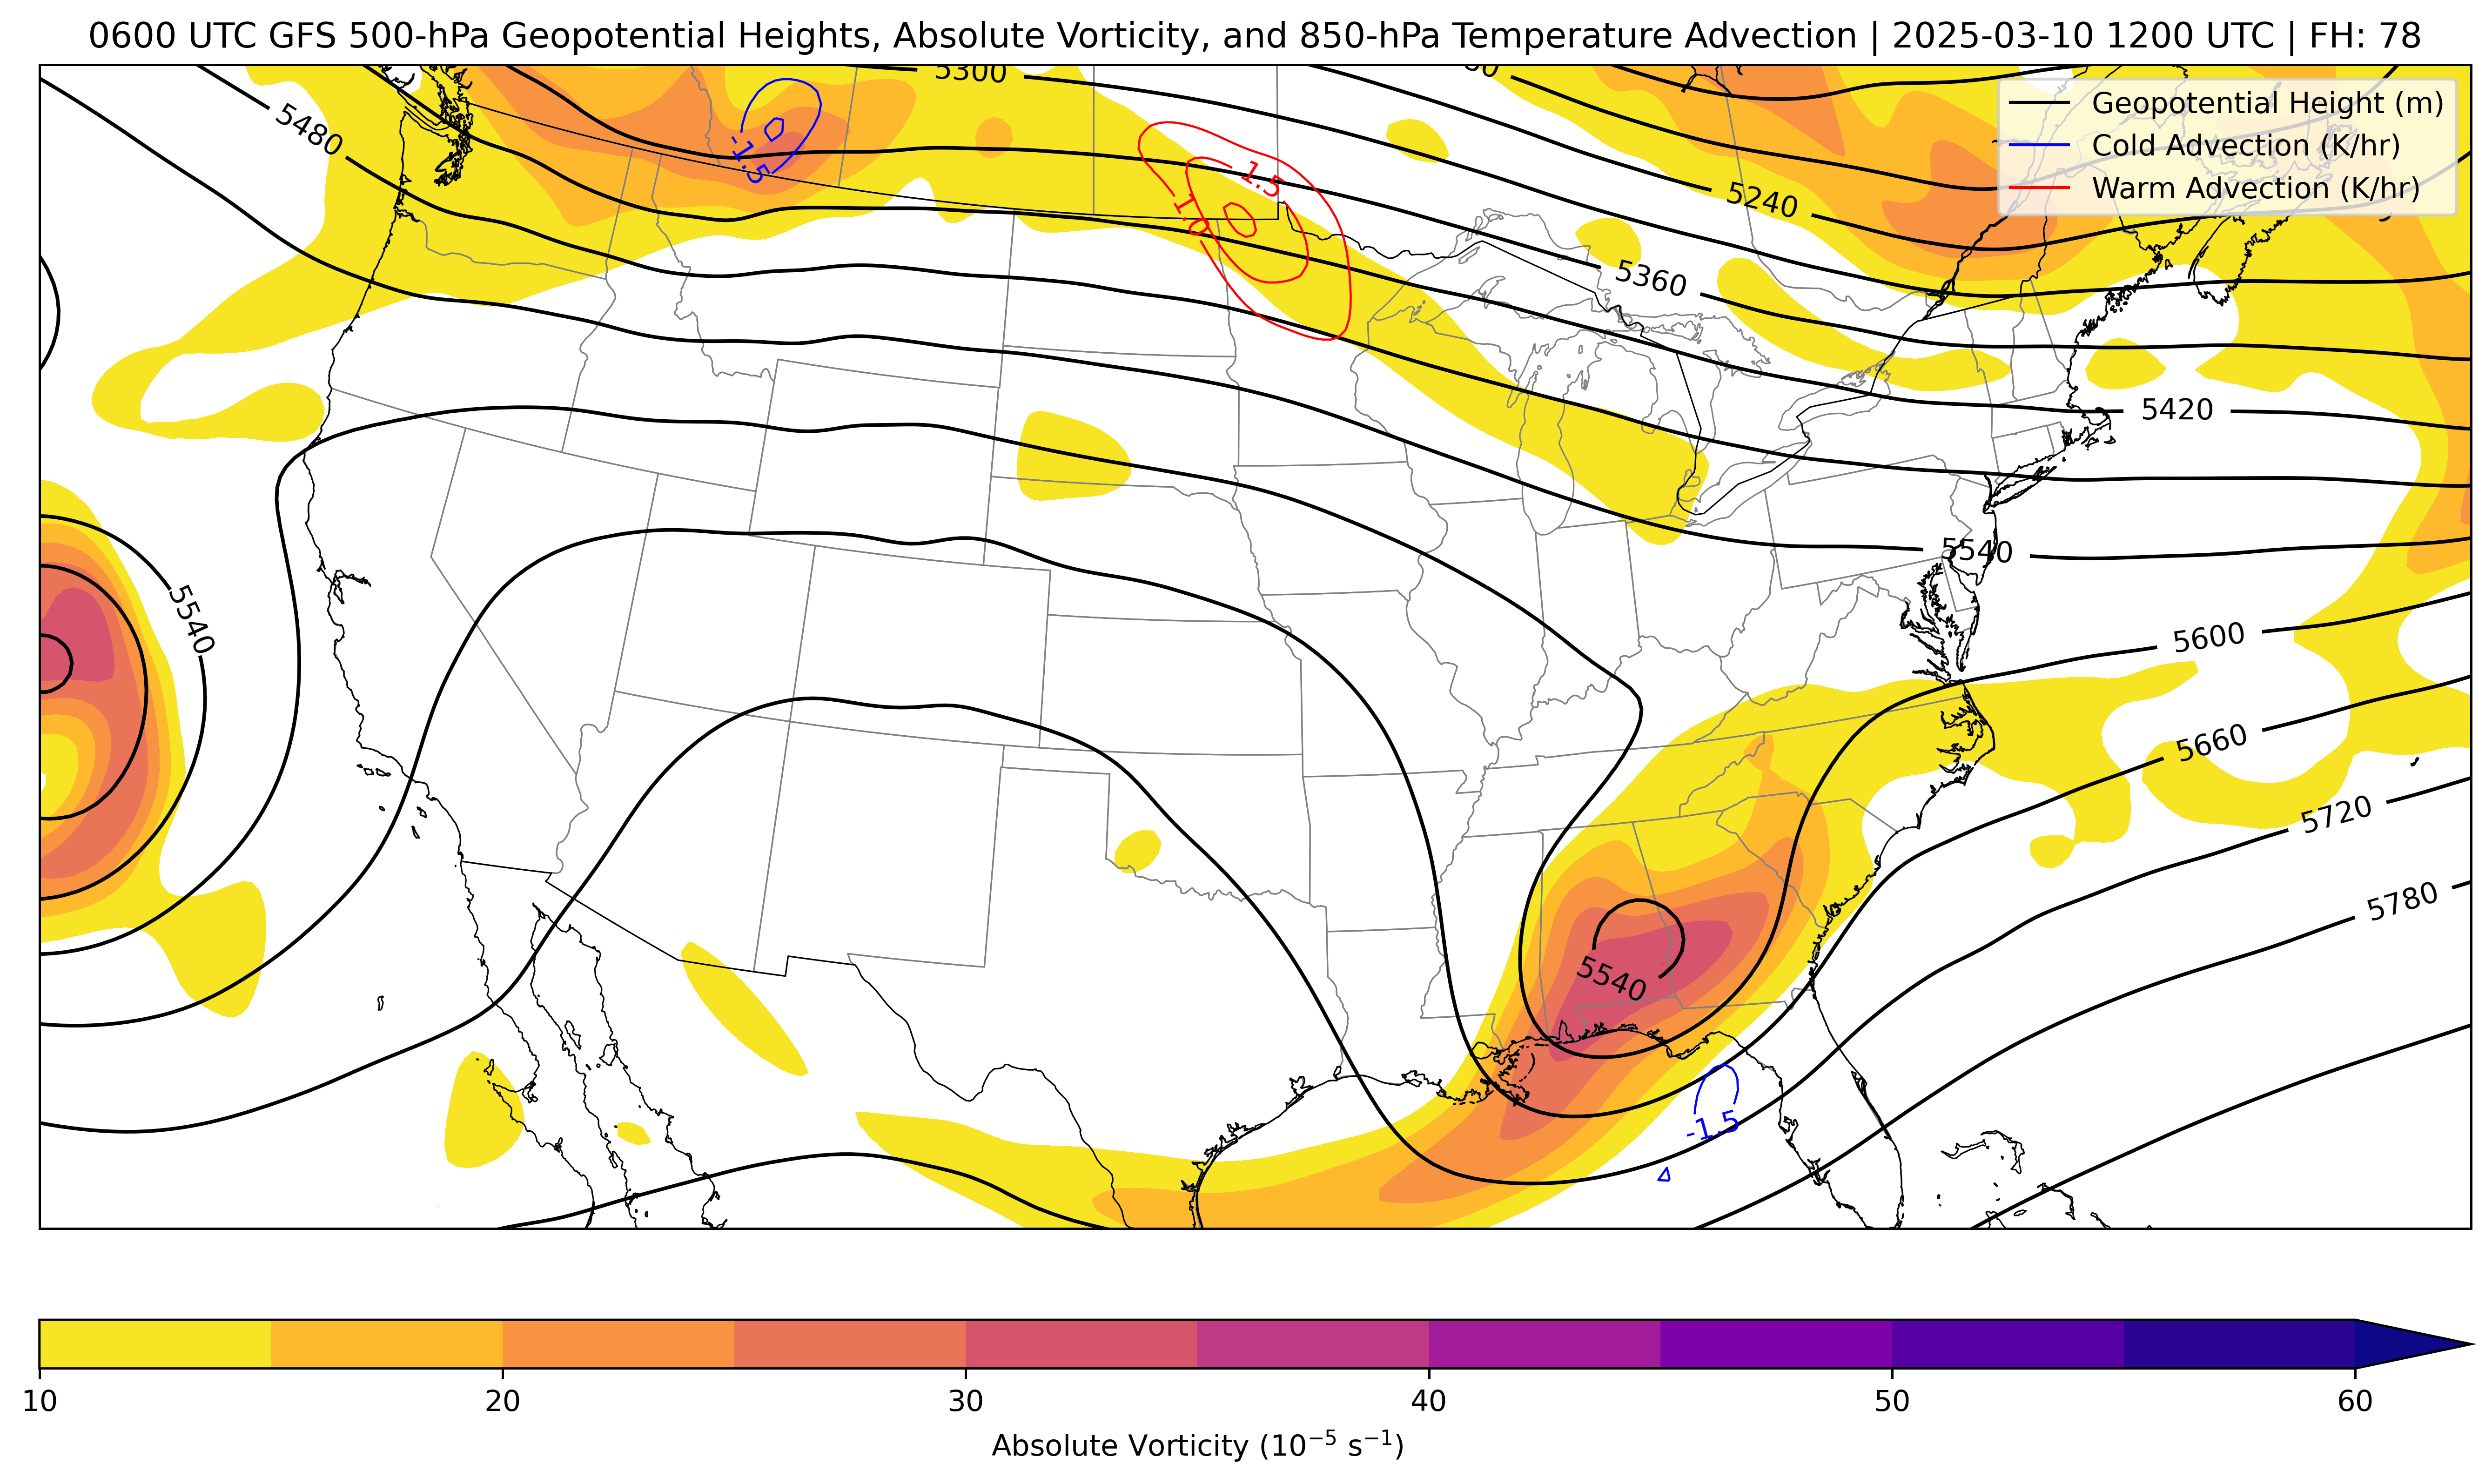 0600 UTC GFS 500-hPa Geopotential Heights, Absolute Vorticity, and 850-hPa Temperature Advection | 2025-03-10 1200 UTC | FH: 78
5300
Geopotential Height (m)
Cold Advection (K/hr)
Warm Advection (K/hr)
5480
-1.5
1.5
1.0
5240
5360
5420
5540
5540
5600
5660
5720
5780
5540
-1.5
10 20 30 40 50 60
Absolute Vorticity (10⁻⁵ s⁻¹)